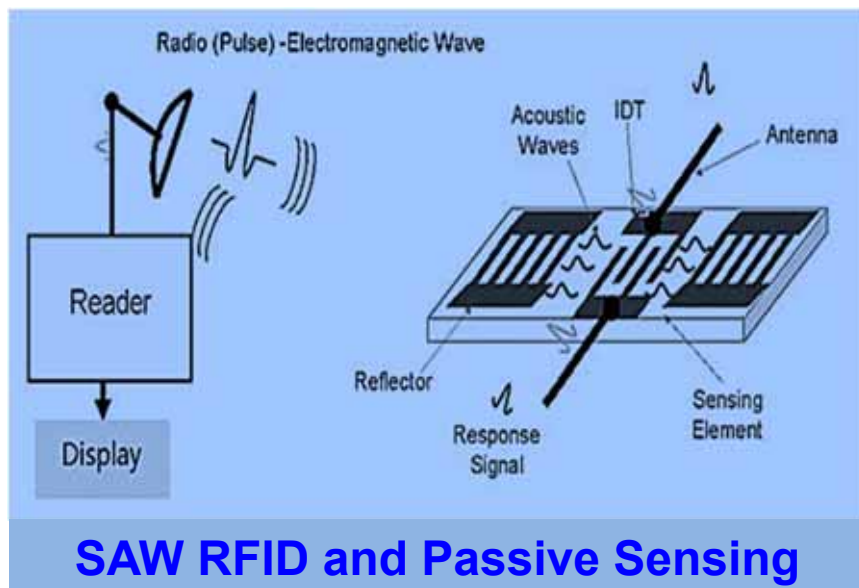 Radio (Pulse) -Electromagnetic Wave
Acoustic
Waves
IDT
Antenna
Reader
Reflector
Response
Signal
Sensing
Element
Display
SAW RFID and Passive Sensing